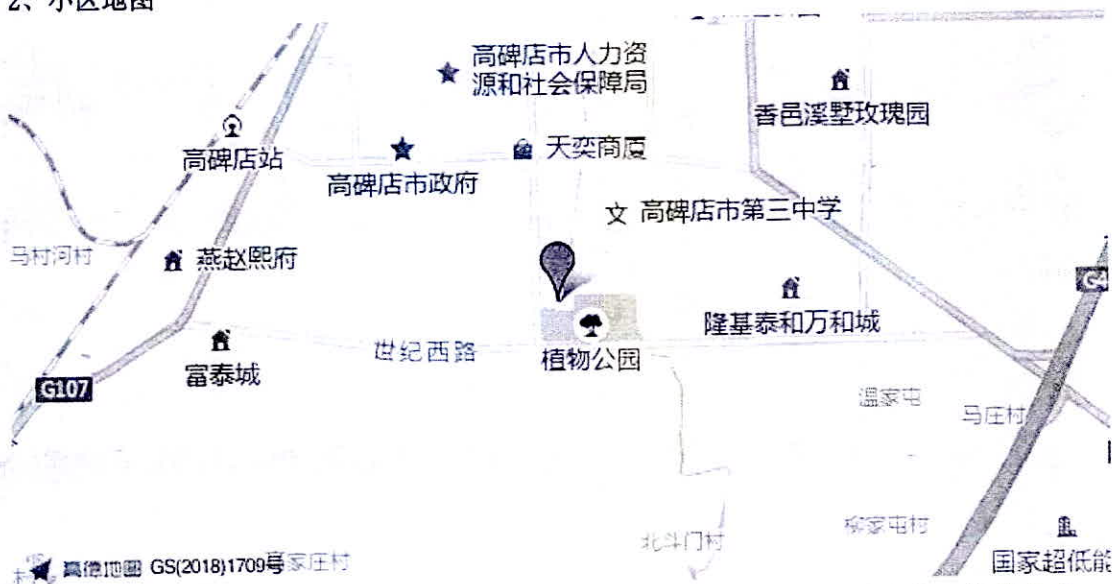 2、小区地图
高碑店市人力资
源和社会保障局
香邑溪墅玫瑰园
高碑店站
高碑店市政府
天奕商厦
文 高碑店市第三中学
马村河村
燕赵熙府
G4
隆基泰和万和城
富泰城
世纪西路
植物公园
G107
温家屯
马庄村
北斗门村
柳家屯村
国家超低能
高德地图 GS(2018)1709号
家庄村